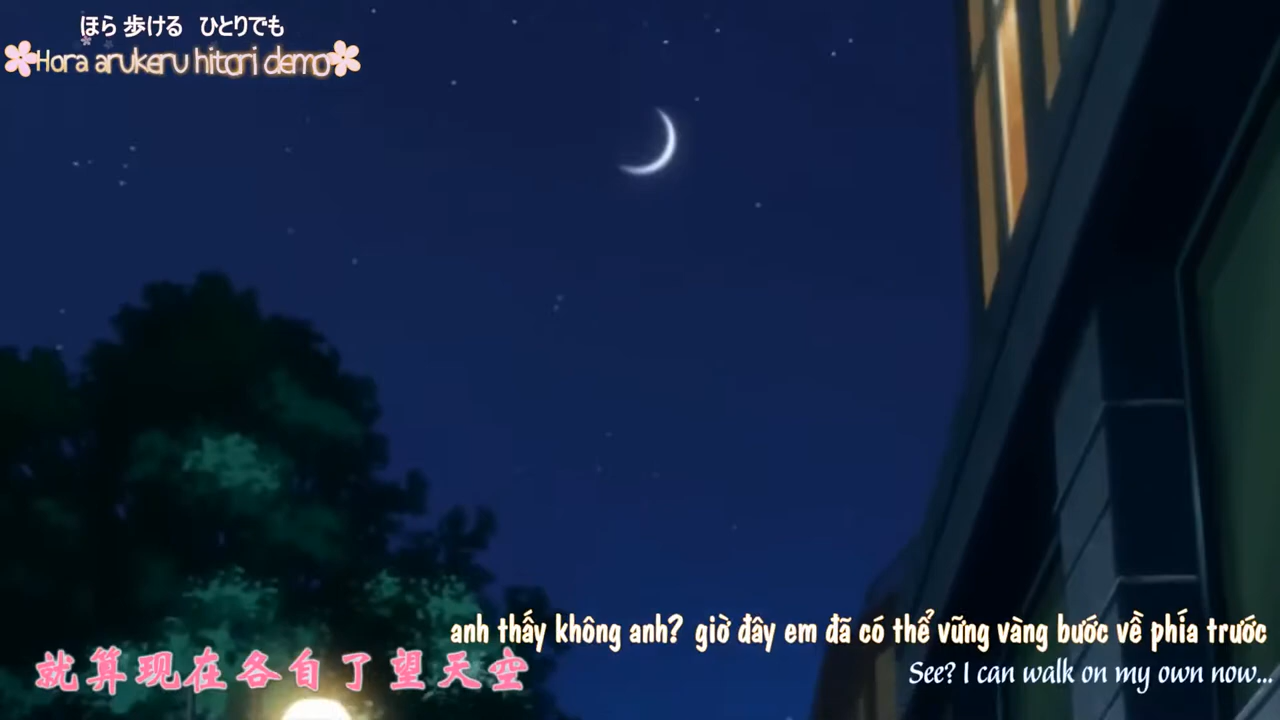 ほら 歩ける ひとりでも
Hora arukeru hitori demo
anh thấy không anh? giờ đây em đã có thể vững vàng bước về phía trước
就算现在各自了望天空
See? I can walk on my own now...